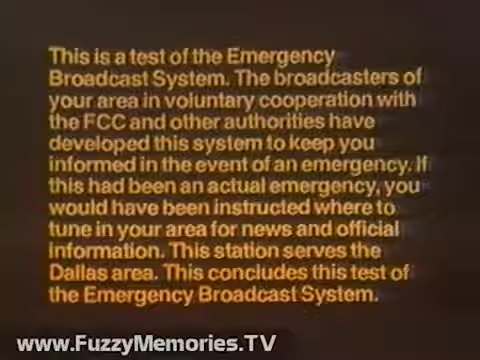 This is a test of the Emergency
Broadcast System. The broadcasters of
your area in voluntary cooperation with
the FCC and other authorities have
developed this system to keep you
informed in the event of an emergency. If
this had been an actual emergency, you
would have been instructed where to
tune in your area for news and official
information. This station serves the
Dallas area. This concludes this test of
the Emergency Broadcast System.
www.FuzzyMemories.TV